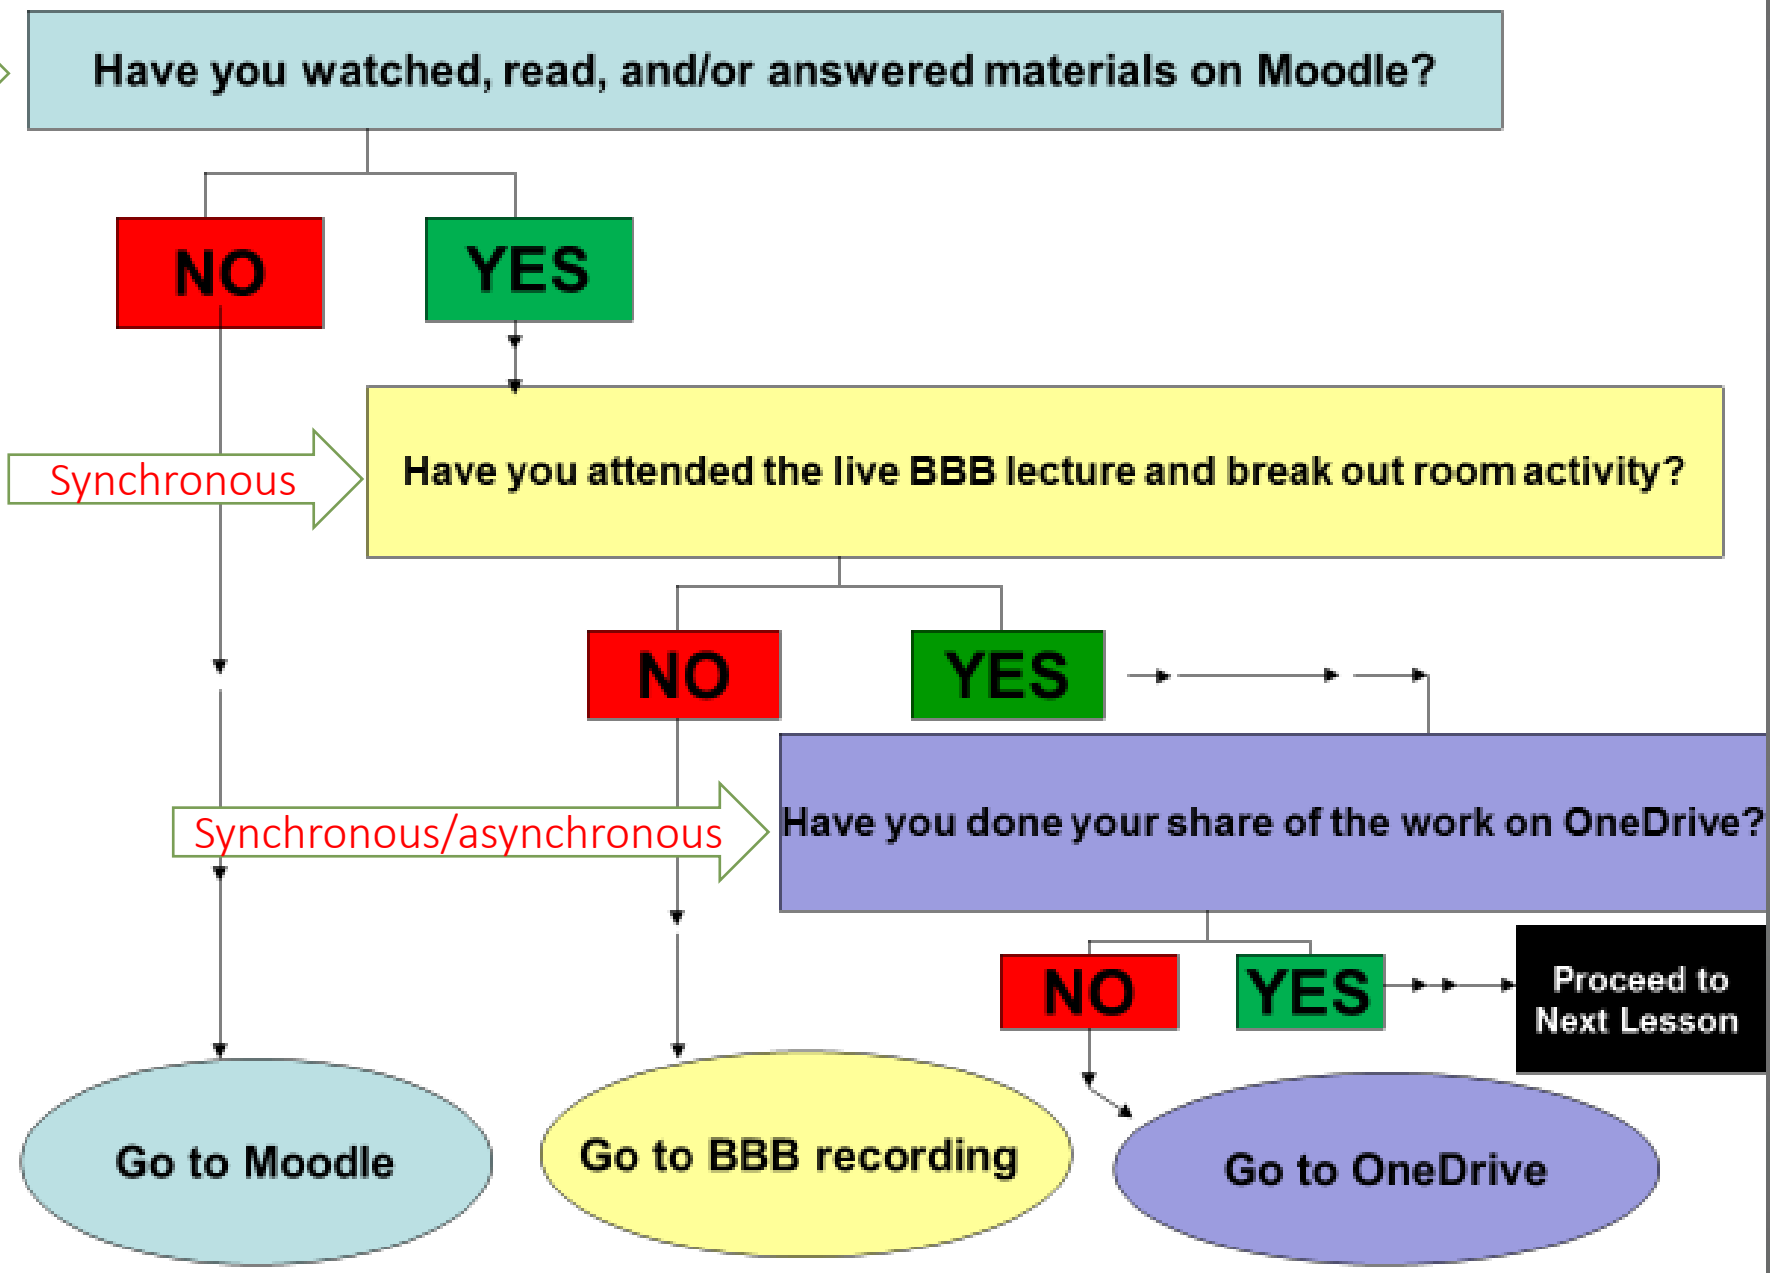 Have you watched, read, and/or answered materials on Moodle?
NO
YES
Synchronous
Have you attended the live BBB lecture and break out room activity?
NO
YES
Synchronous/asynchronous
Have you done your share of the work on OneDrive?
NO
YES
Proceed to
Next Lesson
Go to Moodle
Go to BBB recording
Go to OneDrive